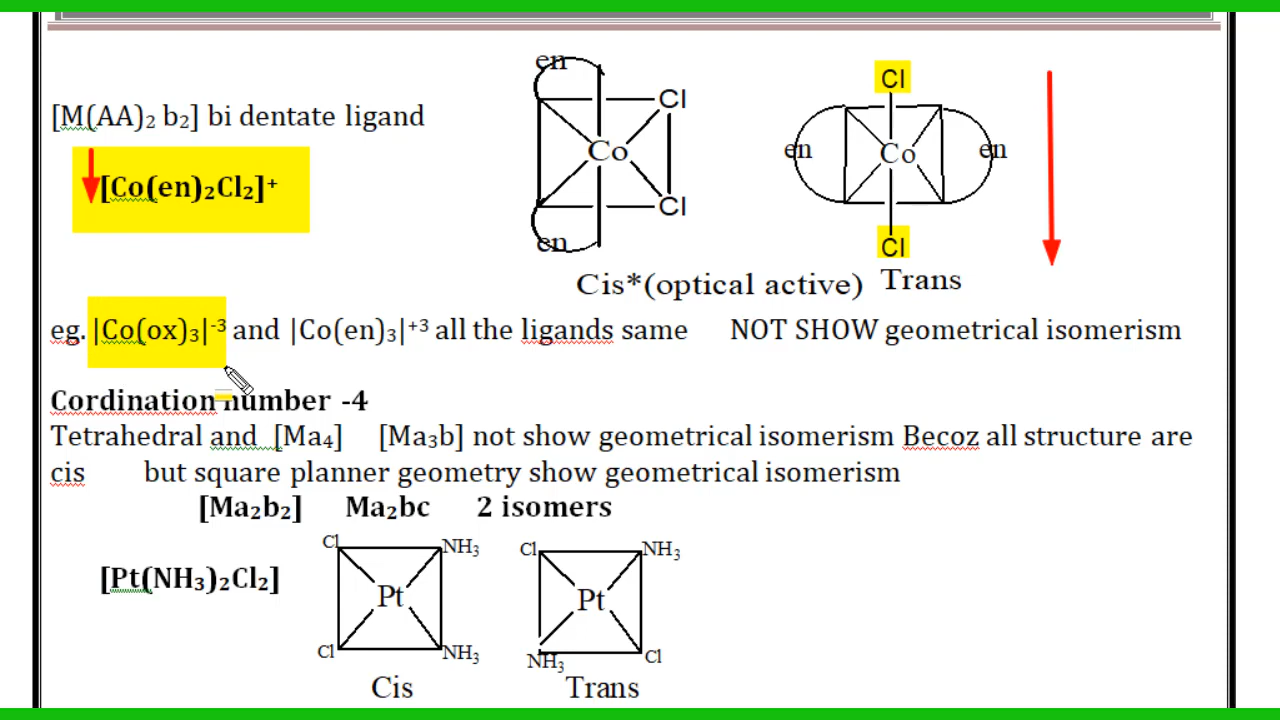 [M(AA)₂ b₂] bi dentate ligand
[Co(en)₂Cl₂]⁺
en
Cl
Co
Cl
en
Cis*(optical active)
Cl
en
Co
en
Cl
Trans
eg. |Co(ox)₃|⁻³ and |Co(en)₃|⁺³ all the ligands same NOT SHOW geometrical isomerism
Cordination number -4
Tetrahedral and [Ma₄] [Ma₃b] not show geometrical isomerism Becoz all structure are
cis but square planner geometry show geometrical isomerism
[Ma₂b₂] Ma₂bc 2 isomers
[Pt(NH₃)₂Cl₂]
Cl
NH₃
Pt
Cl
NH₃
Cis
Cl
NH₃
Pt
NH₃
Cl
Trans